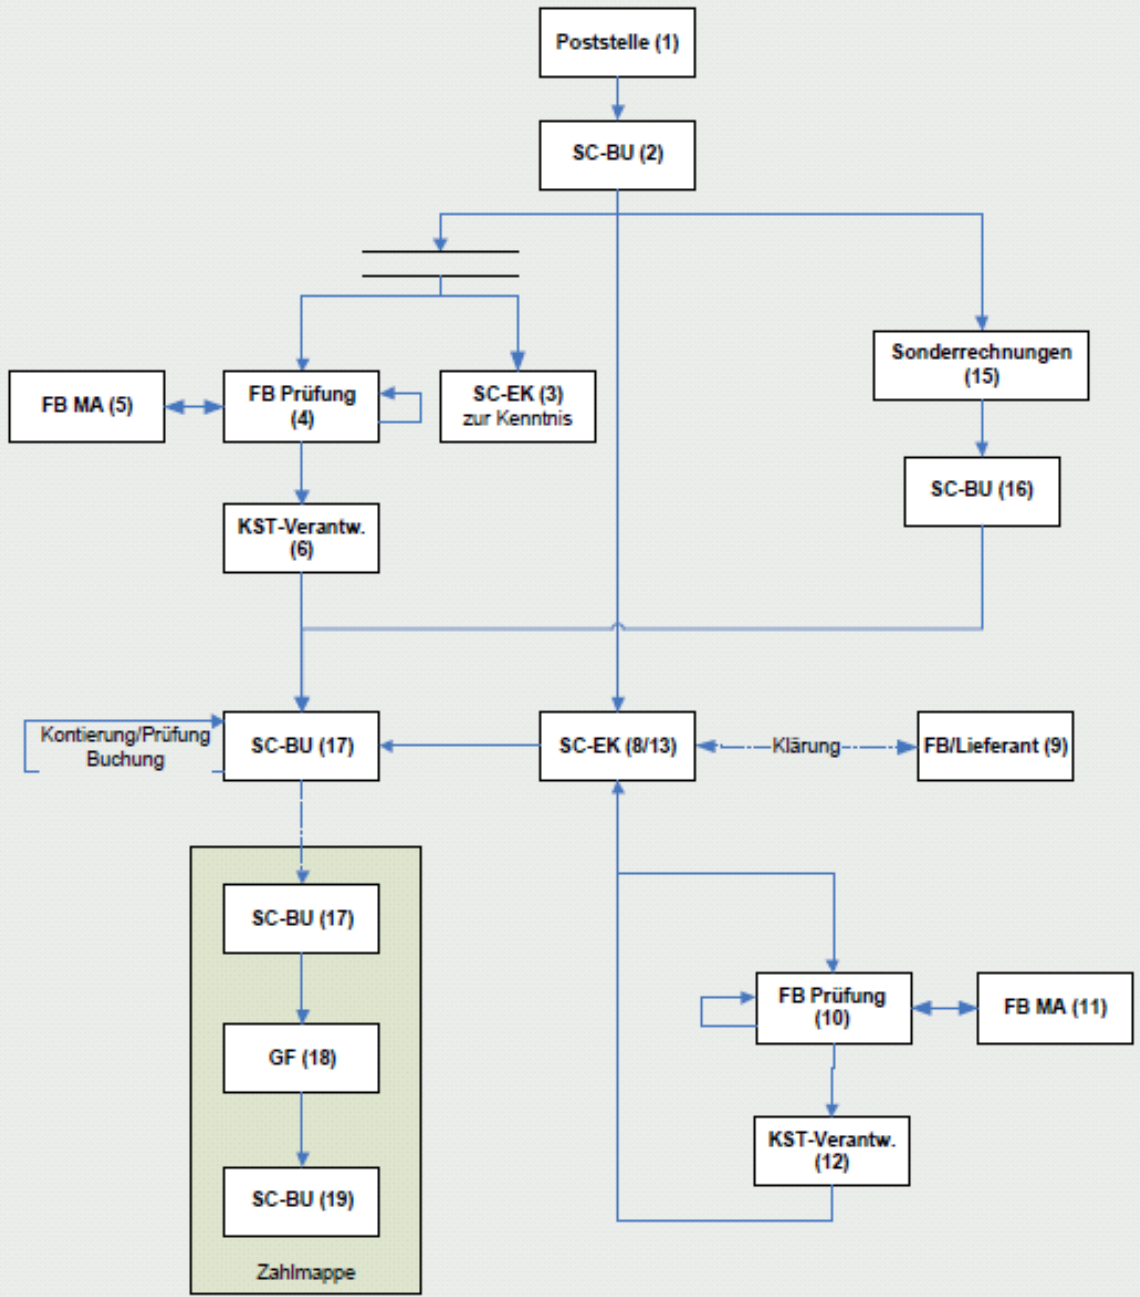 Poststelle (1)
SC-BU (2)
Sonderrechnungen
(15)
FB MA (5)
FB Prüfung
(4)
SC-EK (3)
zur Kenntnis
SC-BU (16)
KST-Verantw.
(6)
Kontierung/Prüfung
Buchung
SC-BU (17)
SC-EK (8/13)
Klärung
FB/Lieferant (9)
SC-BU (17)
FB Prüfung
(10)
FB MA (11)
GF (18)
KST-Verantw.
(12)
SC-BU (19)
Zahlmappe